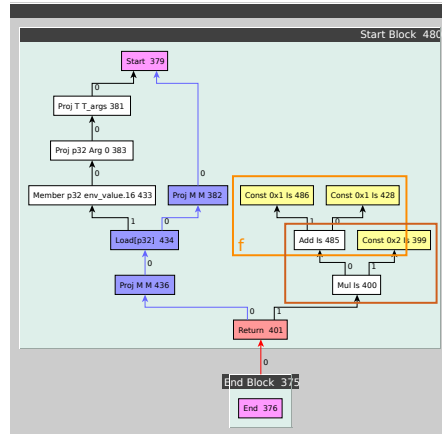 Start Block 480
Start 379
0
0
Proj T T_args 381
0
Proj p32 Arg 0 383
0
Member p32 env_value.16 433
Proj M M 382
Const 0x1 Is 486
Const 0x1 Is 428
1
0
1
0
Load[p32] 434
f
Add Is 485
Const 0x2 Is 399
0
0
1
Proj M M 436
Mul Is 400
0
1
Return 401
0
End Block 375
End 376